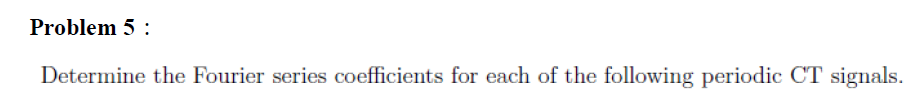 Problem 5 :
Determine the Fourier series coefficients for each of the following periodic CT signals.